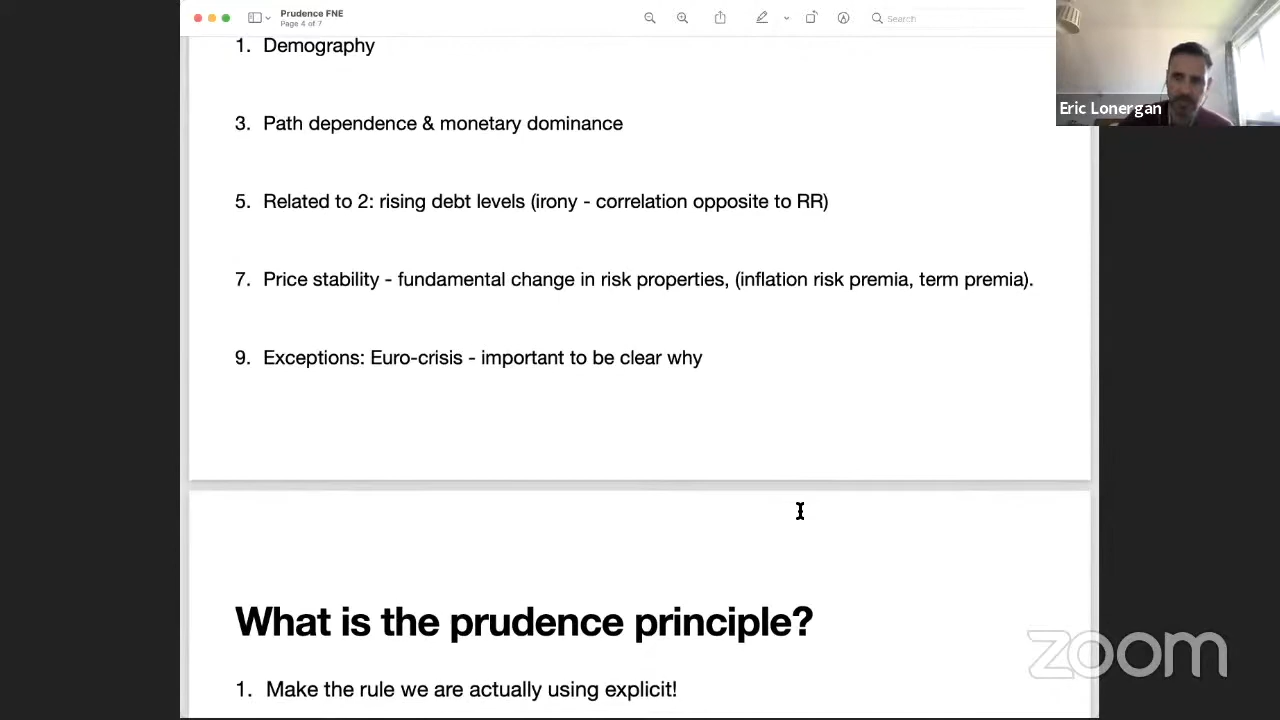 Prudence FNE
Page 4 of 7
Search
Eric Lonergan
1. Demography
3. Path dependence & monetary dominance
5. Related to 2: rising debt levels (irony - correlation opposite to RR)
7. Price stability - fundamental change in risk properties, (inflation risk premia, term premia).
9. Exceptions: Euro-crisis - important to be clear why
What is the prudence principle?
1. Make the rule we are actually using explicit!
zoom